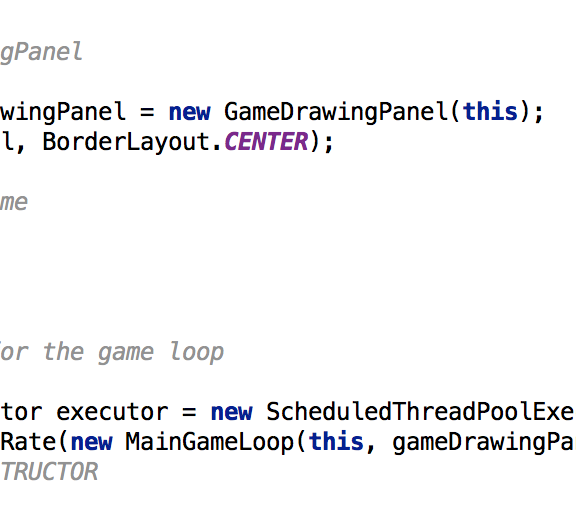 gPanel
wingPanel = new GameDrawingPanel(this);
l, BorderLayout.CENTER);
me
or the game loop
tor executor = new ScheduledThreadPoolExe
Rate(new MainGameLoop(this, gameDrawingPa
TRUCTOR